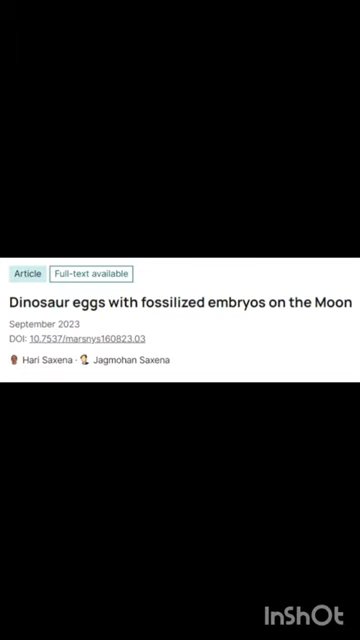 Article Full-text available
Dinosaur eggs with fossilized embryos on the Moon
September 2023
DOI: 10.7537/marsnys160823.03
Hari Saxena · Jagmohan Saxena
InShOt